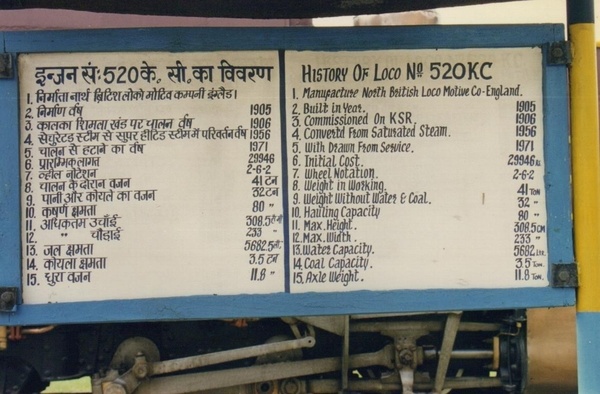 इन्जन सं: 520 के. सी. का विवरण
1. निर्माता नार्थ ब्रिटिश लोको मोटिव कम्पनी इंग्लैंड।
2. निर्माण वर्ष 1905
3. कालका शिमला खंड पर चालन वर्ष 1906
4. सेचुरेटेड स्टीम से सुपर हीटिड स्टीम में परिवर्तन वर्ष 1956
5. चालन से हटाने का वर्ष 1971
6. प्रारम्भिक लागत 29946
7. व्हील नोटेशन 2-6-2
8. चालन के दौरान वजन 41 टन
9. पानी और कोयले का वजन 32 टन
10. कषर्ण क्षमता 80 "
11. अधिकतम उचाँई 308.5 से.मी
12. " चौड़ाई 233 "
13. जल क्षमता 5682.5 ली.
14. कोयला क्षमता 3.5 टन
15. धुरा वजन 11.8 "
HISTORY OF LOCO No 520KC
1. Manufacture North British Loco Motive Co-England.
2. Built in Year. 1905
3. Commissioned On KSR. 1906
4. Convertd From Saturated Steam. 1956
5. With Drawn From Service. 1971
6. Initial Cost. 29946
7. Wheel Notation. 2-6-2
8. Weight in Working. 41 Ton
9. Weight Without Water & Coal. 32 "
10. Hauling Capacity 80 "
11. Max. Height. 308.5 CM
12. Max. Width. 233 "
13. Water Capacity. 5682 Ltr.
14. Coal Capacity. 3.5 Ton.
15. Axle Weight. 11.8 Ton.